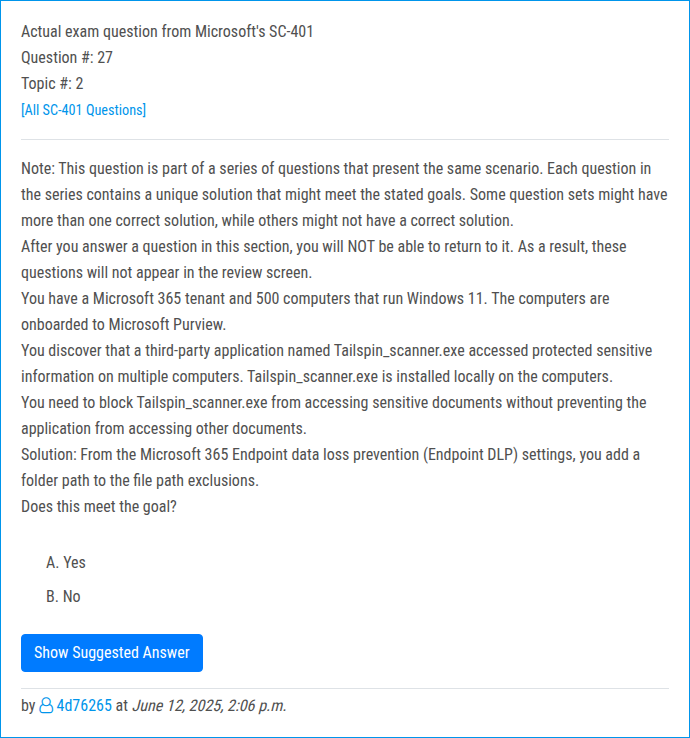 Actual exam question from Microsoft's SC-401
Question #: 27
Topic #: 2
[All SC-401 Questions]
Note: This question is part of a series of questions that present the same scenario. Each question in
the series contains a unique solution that might meet the stated goals. Some question sets might have
more than one correct solution, while others might not have a correct solution.
After you answer a question in this section, you will NOT be able to return to it. As a result, these
questions will not appear in the review screen.
You have a Microsoft 365 tenant and 500 computers that run Windows 11. The computers are
onboarded to Microsoft Purview.
You discover that a third-party application named Tailspin_scanner.exe accessed protected sensitive
information on multiple computers. Tailspin_scanner.exe is installed locally on the computers.
You need to block Tailspin_scanner.exe from accessing sensitive documents without preventing the
application from accessing other documents.
Solution: From the Microsoft 365 Endpoint data loss prevention (Endpoint DLP) settings, you add a
folder path to the file path exclusions.
Does this meet the goal?
A. Yes
B. No
Show Suggested Answer
by 4d76265 at June 12, 2025, 2:06 p.m.